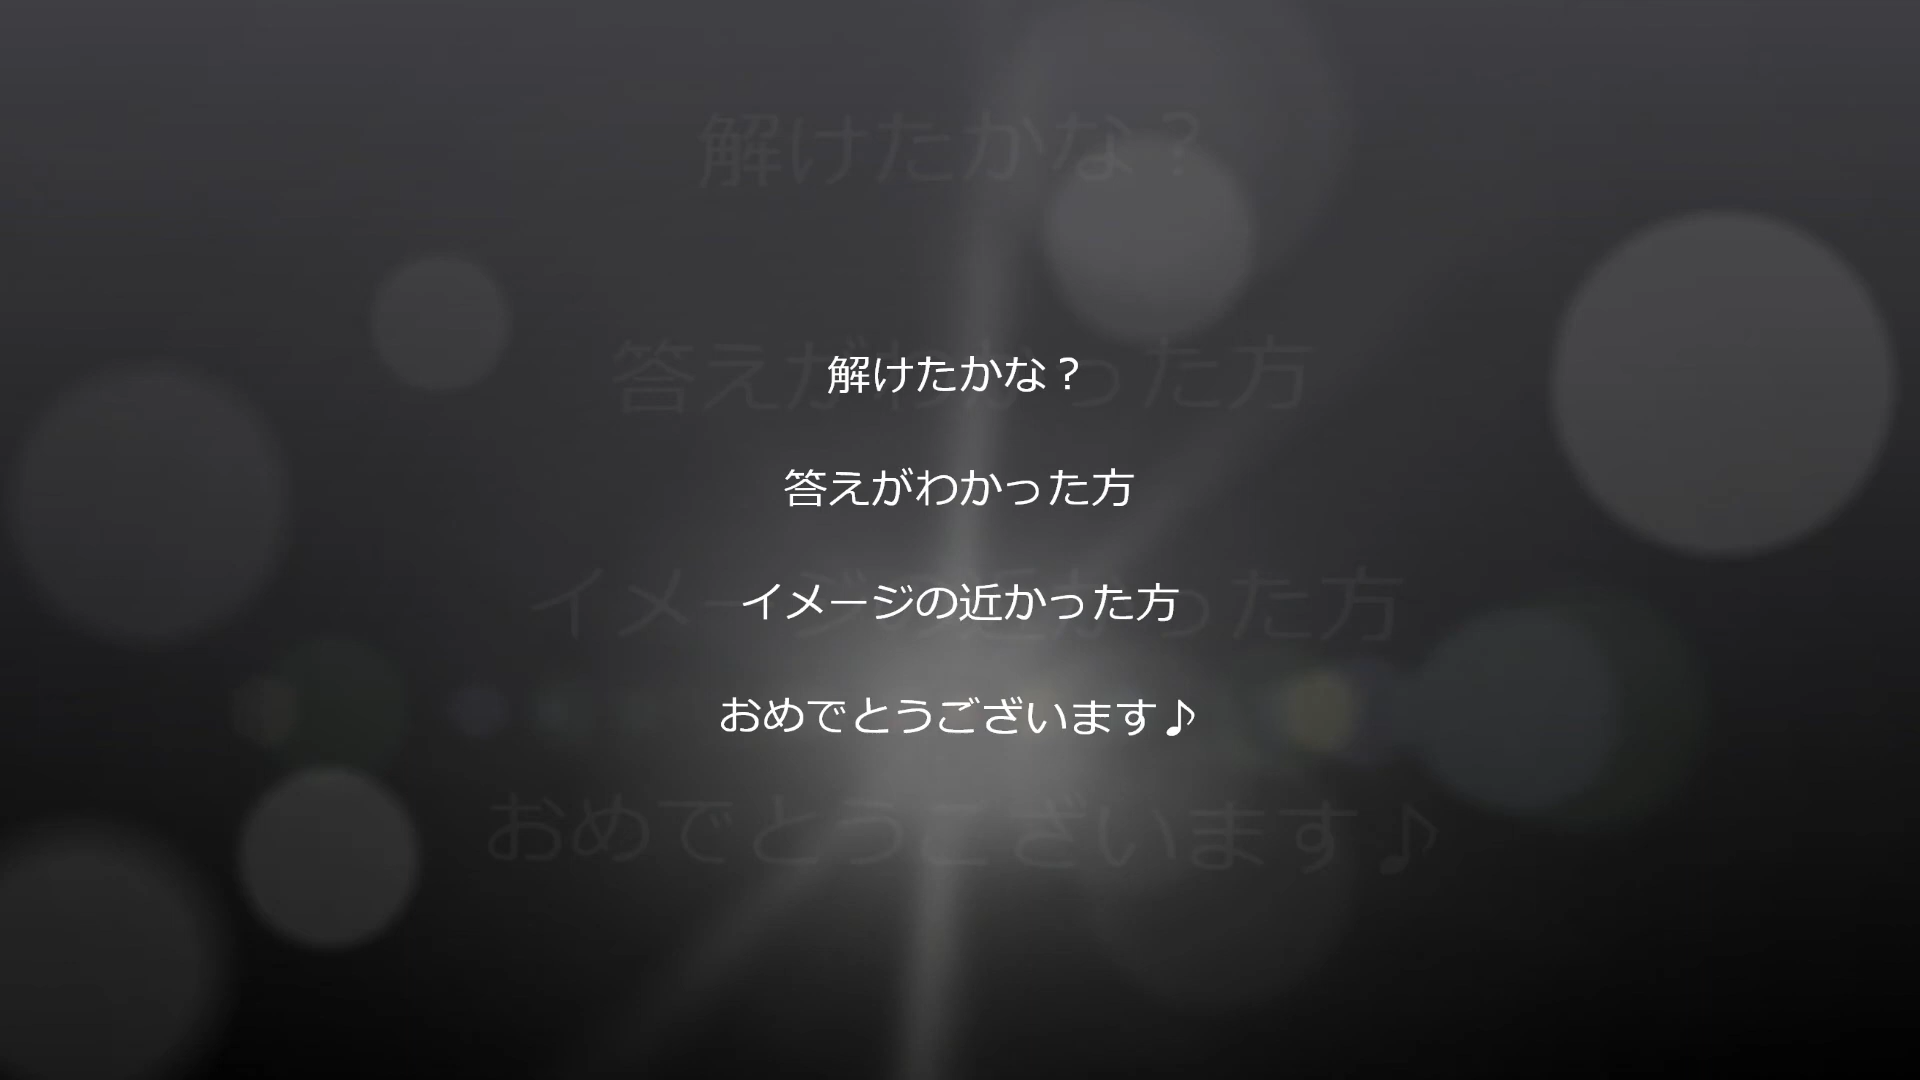 解けたかな？
答えがわかった方
イメージの近かった方
おめでとうございます♪